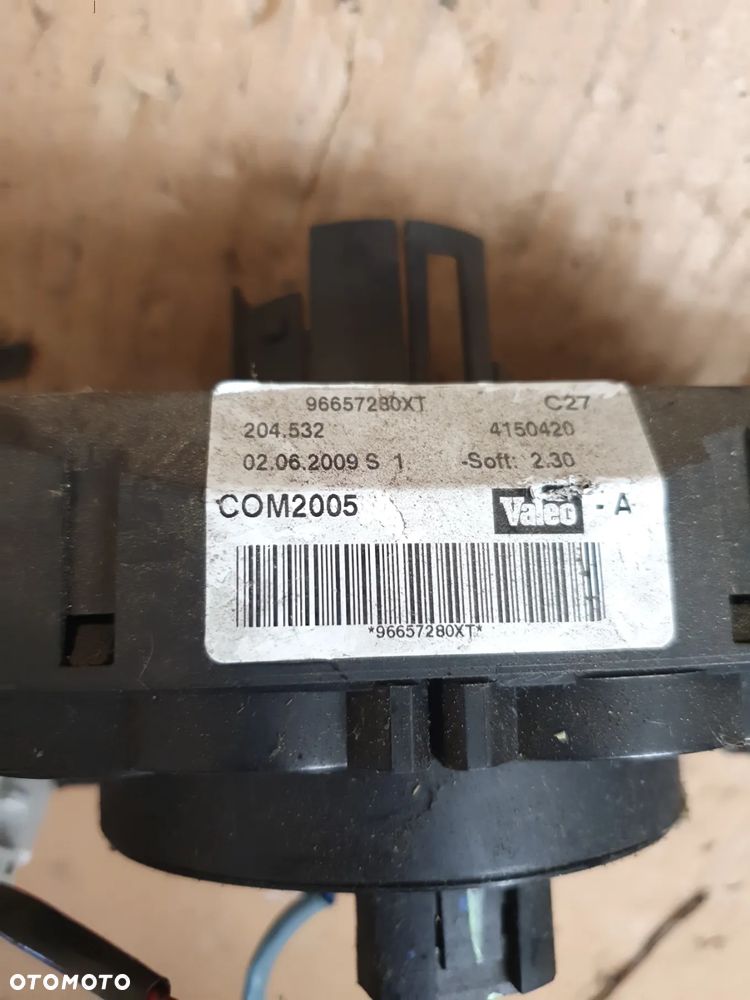 96657280XT C27
204.532 4150420
02.06.2009 S 1 -Soft: 2.30
COM2005 Valeo - A
*96657280XT*
OTOMOTO